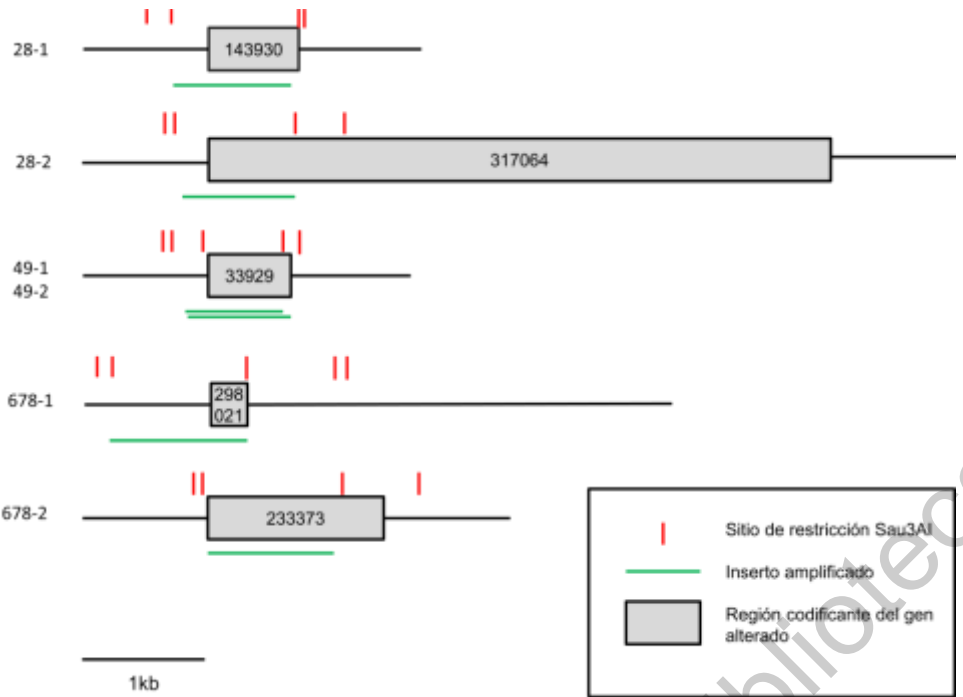 28-1
143930
28-2
317064
49-1
49-2
33929
678-1
298
021
678-2
233373
Sitio de restricción Sau3AI
Inserto amplificado
Región codificante del gen
alterado
1kb